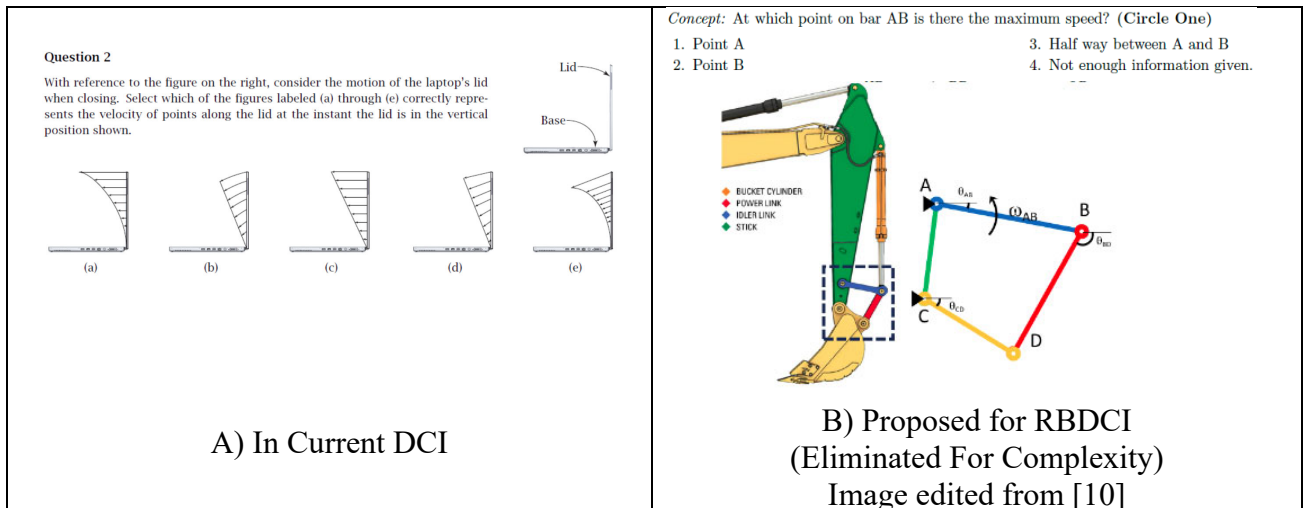 Question 2
With reference to the figure on the right, consider the motion of the laptop's lid
when closing. Select which of the figures labeled (a) through (e) correctly repre-
sents the velocity of points along the lid at the instant the lid is in the vertical
position shown.
Lid
Base
(a)
(b)
(c)
(d)
(e)
A) In Current DCI
Concept: At which point on bar AB is there the maximum speed? (Circle One)
1. Point A
2. Point B
3. Half way between A and B
4. Not enough information given.
BUCKET CYLINDER
POWER LINK
IDLER LINK
STICK
A
θAB
ωAB
B
θBD
C
θCD
D
B) Proposed for RBDCI
(Eliminated For Complexity)
Image edited from [10]